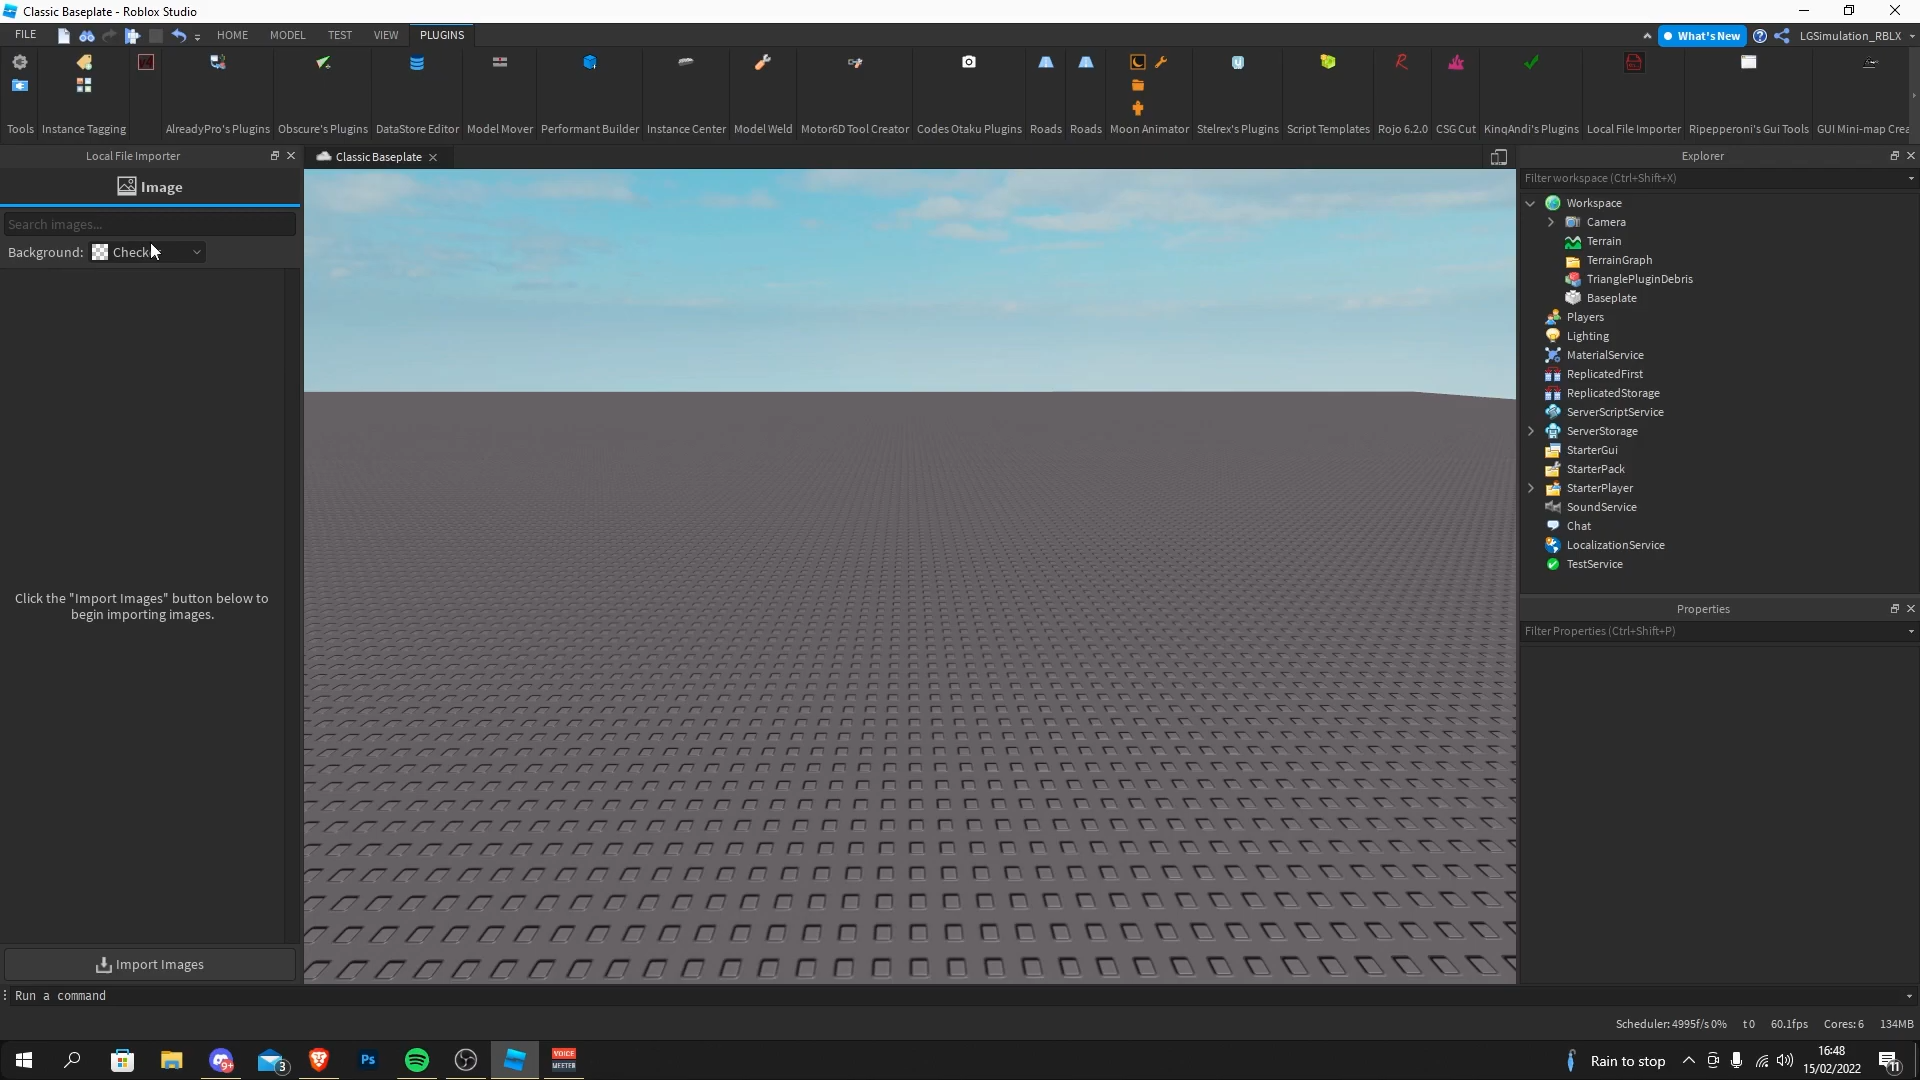 Classic Baseplate - Roblox Studio
FILE HOME MODEL TEST VIEW PLUGINS What's New LGSimulation_RBLX
Tools Instance Tagging AlreadyPro's Plugins Obscure's Plugins DataStore Editor Model Mover Performant Builder Instance Center Model Weld Motor6D Tool Creator Codes Otaku Plugins Roads Roads Moon Animator Stelrex's Plugins Script Templates Rojo 6.2.0 CSG Cut KinqAndi's Plugins Local File Importer Ripepperoni's Gui Tools GUI Mini-map Crea
Local File Importer
Image
Search images...
Background: Check
Click the "Import Images" button below to
begin importing images.
Import Images
Classic Baseplate
Explorer
Filter workspace (Ctrl+Shift+X)
Workspace
Camera
Terrain
TerrainGraph
TrianglePluginDebris
Baseplate
Players
Lighting
MaterialService
ReplicatedFirst
ReplicatedStorage
ServerScriptService
ServerStorage
StarterGui
StarterPack
StarterPlayer
SoundService
Chat
LocalizationService
TestService
Properties
Filter Properties (Ctrl+Shift+P)
Run a command
Scheduler: 4995f/s 0% t0 60.1fps Cores: 6 134MB
9+ 3 Ps VOICE
MEETER
Rain to stop
16:48
15/02/2022
11